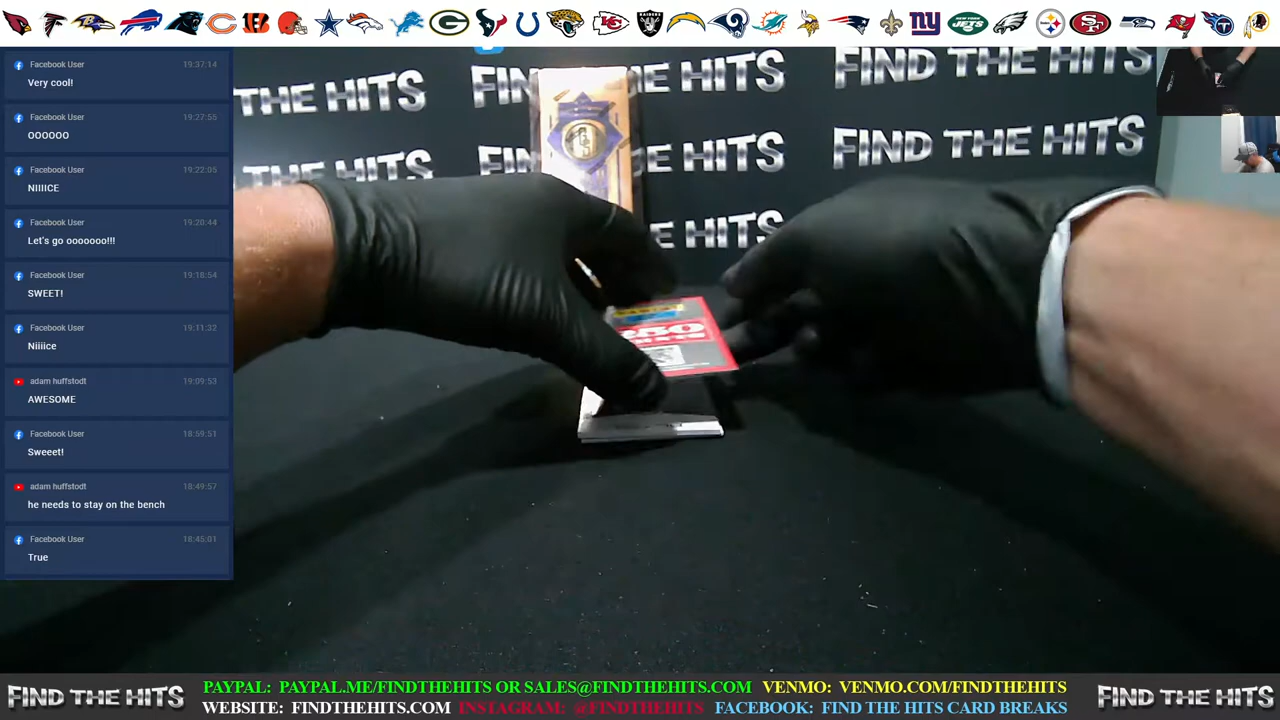 Facebook User 19:37:14
Very cool!
Facebook User 19:27:56
OOOOOO
Facebook User 19:22:05
NIIIICE
Facebook User 19:20:44
Let's go ooooooo!!!
Facebook User 19:18:54
SWEET!
Facebook User 19:11:32
Niiiice
adam huffstodt 19:09:53
AWESOME
Facebook User 18:59:51
Sweeet!
adam huffstodt 18:49:57
he needs to stay on the bench
Facebook User 18:45:01
True
THE HITS FIND THE HITS FIND THE HITS
THE HITS FIND THE HITS FIND THE HITS
THE HITS FIND
250
FIND THE HITS
PAYPAL: PAYPAL.ME/FINDTHEHITS OR SALES@FINDTHEHITS.COM VENMO: VENMO.COM/FINDTHEHITS
WEBSITE: FINDTHEHITS.COM INSTAGRAM: @FINDTHEHITS FACEBOOK: FIND THE HITS CARD BREAKS
FIND THE HITS